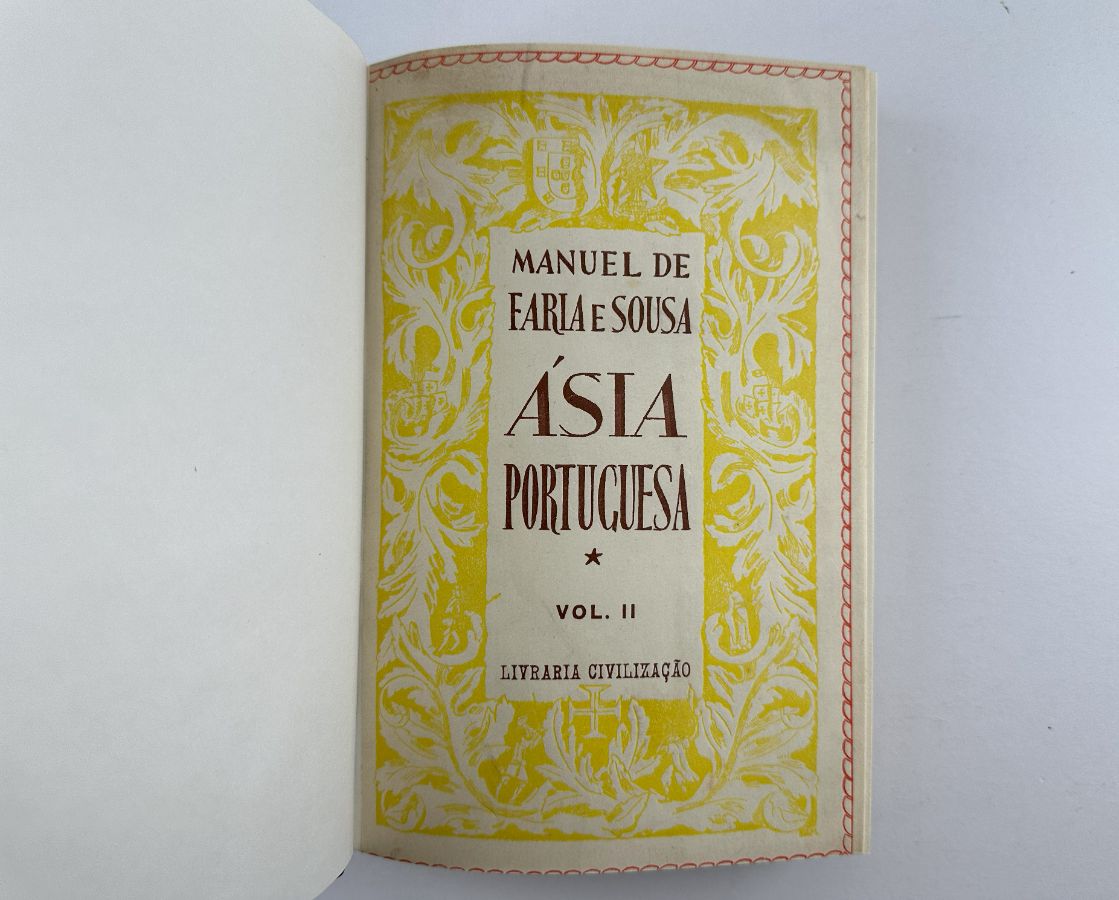 MANUEL DE
FARIA E SOUSA
ÁSIA
PORTUGUESA
VOL. II
LIVRARIA CIVILIZAÇÃO